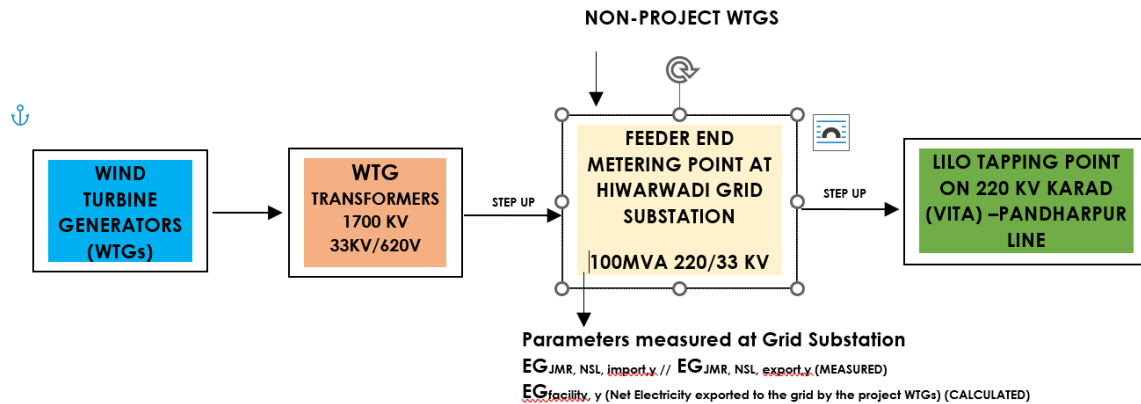 NON-PROJECT WTGS
WIND
TURBINE
GENERATORS
(WTGs)
WTG
TRANSFORMERS
1700 KV
33KV/620V
STEP UP
FEEDER END
METERING POINT AT
HIWARWADI GRID
SUBSTATION
100MVA 220/33 KV
STEP UP
LILO TAPPING POINT
ON 220 KV KARAD
(VITA) –PANDHARPUR
LINE
Parameters measured at Grid Substation
EGJMR, NSL, import,y // EGJMR, NSL, export,y (MEASURED)
EGfacility, y (Net Electricity exported to the grid by the project WTGs) (CALCULATED)